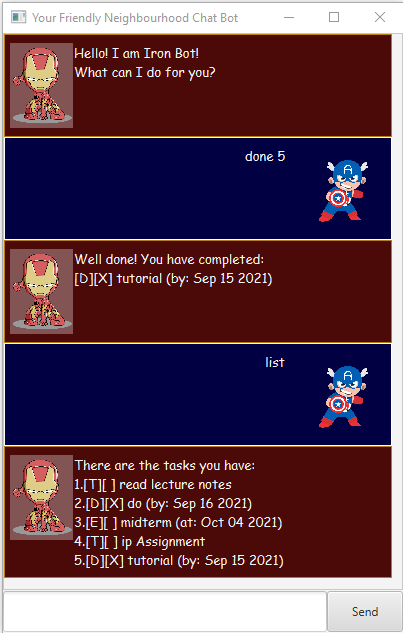 Your Friendly Neighbourhood Chat Bot
Hello! I am Iron Bot!
What can I do for you?
done 5
Well done! You have completed:
[D][X] tutorial (by: Sep 15 2021)
list
There are the tasks you have:
1.[T][ ] read lecture notes
2.[D][X] do (by: Sep 16 2021)
3.[E][ ] midterm (at: Oct 04 2021)
4.[T][ ] ip Assignment
5.[D][X] tutorial (by: Sep 15 2021)
Send